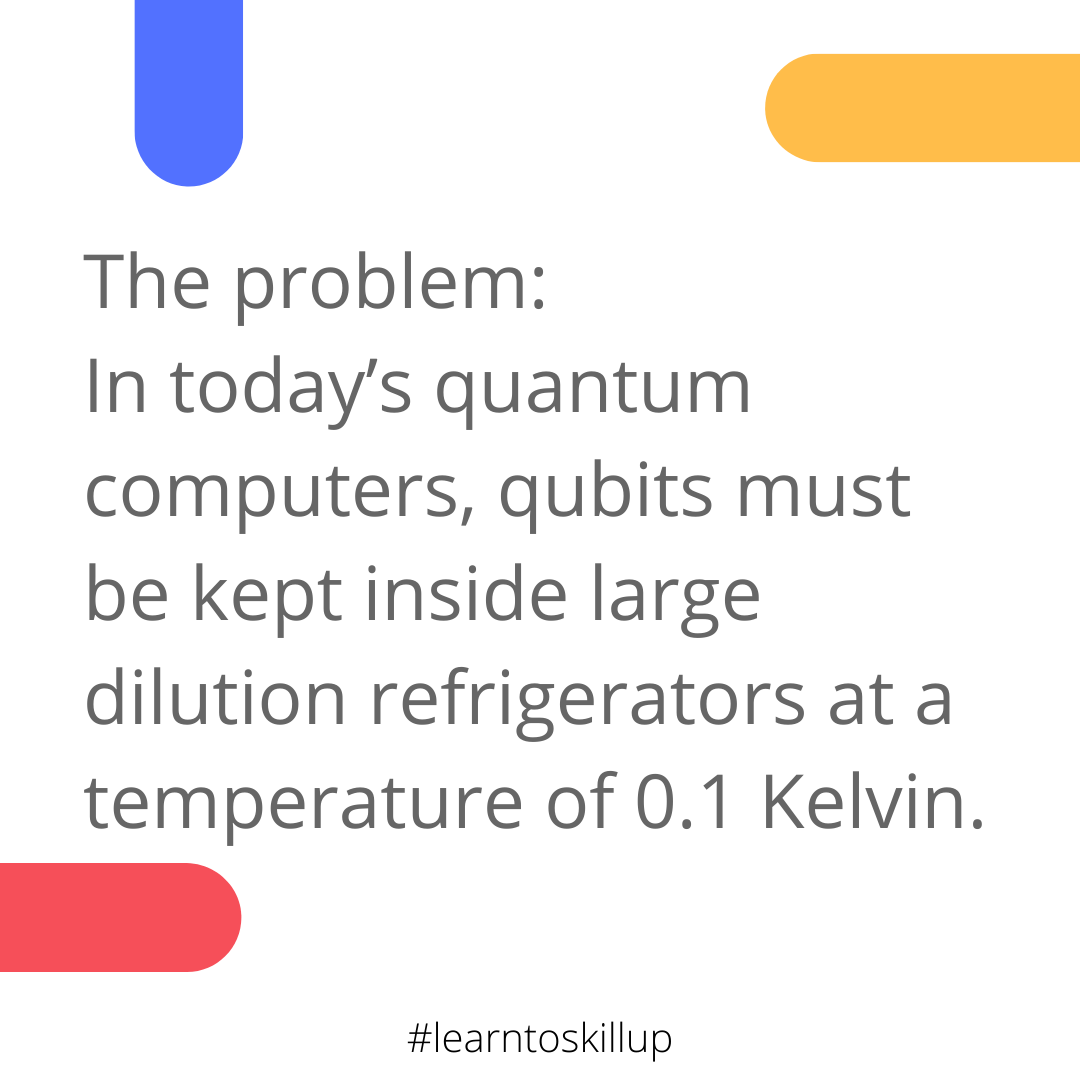 The problem:
In today’s quantum
computers, qubits must
be kept inside large
dilution refrigerators at a
temperature of 0.1 Kelvin.
#learntoskillup